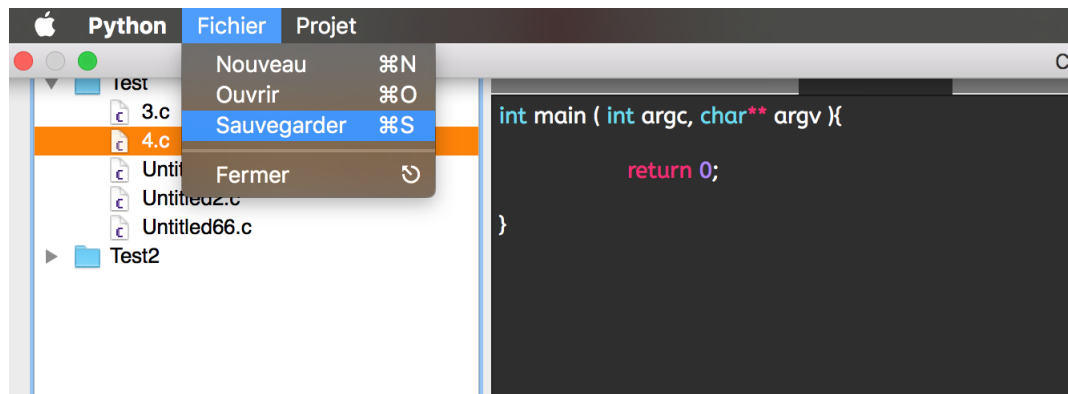 Python Fichier Projet
C
Nouveau ⌘N
Ouvrir ⌘O
Sauvegarder ⌘S
Fermer ⎋
Test
3.c
4.c
Untitled2.c
Untitled66.c
Test2
int main ( int argc, char** argv ){
return 0;
}